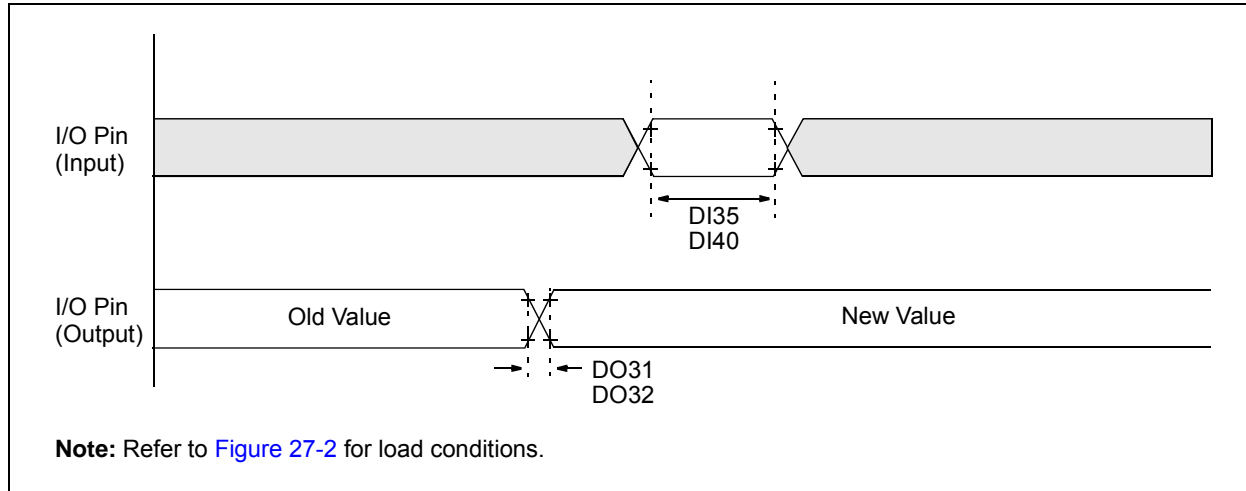 I/O Pin
(Input)
DI35
DI40
I/O Pin
(Output)
Old Value
New Value
DO31
DO32
Note: Refer to Figure 27-2 for load conditions.